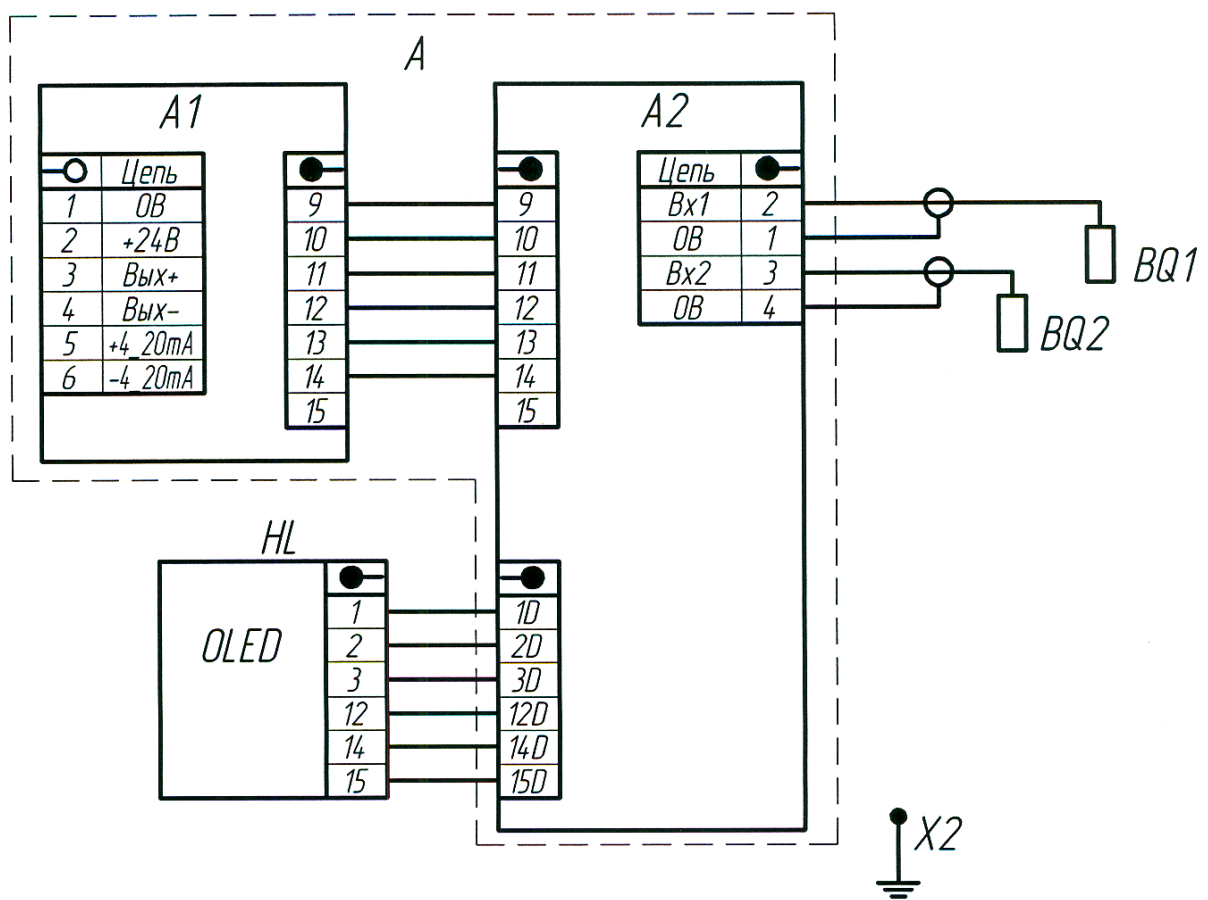 A
A1
A2
Цепь
1 0В
2 +24В
3 Вых+
4 Вых-
5 +4_20mA
6 -4_20mA
9
10
11
12
13
14
15
9
10
11
12
13
14
15
Цепь
Вх1 2
0В 1
Вх2 3
0В 4
BQ1
BQ2
HL
OLED
1
2
3
12
14
15
1D
2D
3D
12D
14D
15D
X2